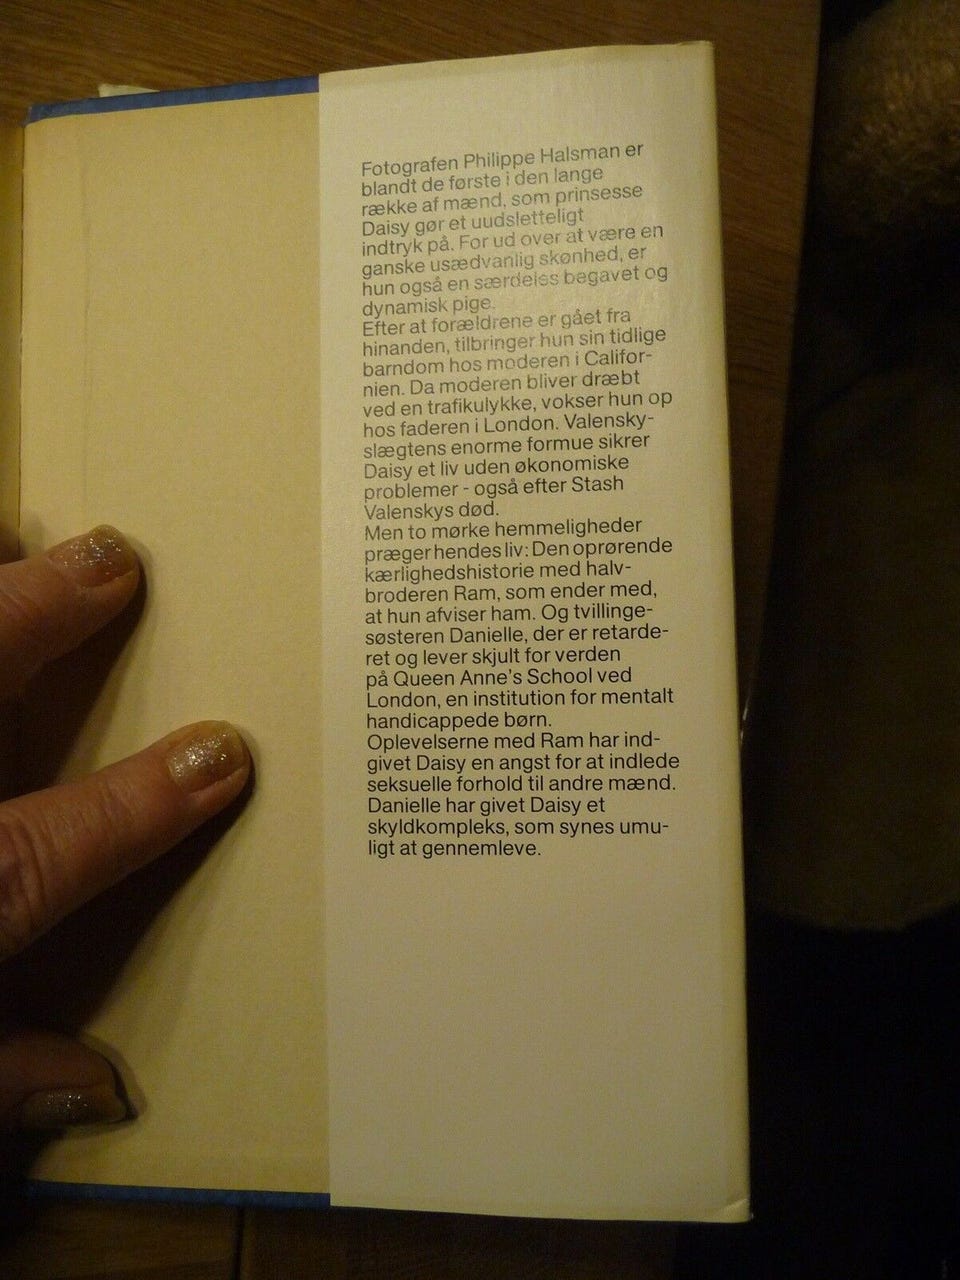 Fotografen Philippe Halsman er
blandt de første i den lange
række af mænd, som prinsesse
Daisy gør et uudsletteligt
indtryk på. For ud over at være en
ganske usædvanlig skønhed, er
hun også en særdeles begavet og
dynamisk pige.
Efter at forældrene er gået fra
hinanden, tilbringer hun sin tidlige
barndom hos moderen i Califor-
nien. Da moderen bliver dræbt
ved en trafikulykke, vokser hun op
hos faderen i London. Valensky-
slægtens enorme formue sikrer
Daisy et liv uden økonomiske
problemer - også efter Stash
Valenskys død.
Men to mørke hemmeligheder
præger hendes liv: Den oprørende
kærlighedshistorie med halv-
broderen Ram, som ender med,
at hun afviser ham. Og tvillinge-
søsteren Danielle, der er retarde-
ret og lever skjult for verden
på Queen Anne's School ved
London, en institution for mentalt
handicappede børn.
Oplevelserne med Ram har ind-
givet Daisy en angst for at indlede
seksuelle forhold til andre mænd.
Danielle har givet Daisy et
skyldkompleks, som synes umu-
ligt at gennemleve.